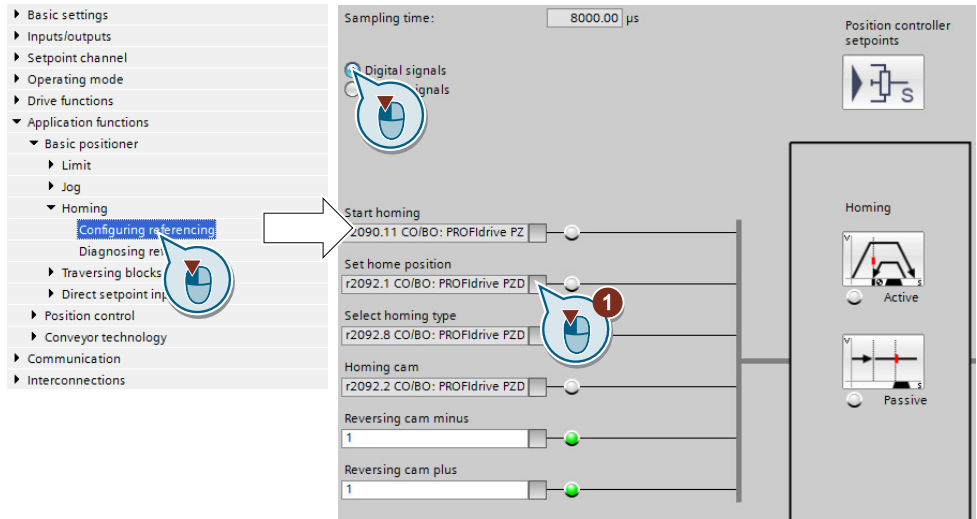 Basic settings
Inputs/outputs
Setpoint channel
Operating mode
Drive functions
Application functions
Basic positioner
Limit
Jog
Homing
Configuring referencing
Diagnosing
Traversing blocks
Direct setpoint
Position control
Conveyor technology
Communication
Interconnections
Sampling time:
8000.00 µs
Digital signals
Position controller
setpoints
S
Start homing
r2090.11 CO/BO: PROFIdrive PZ
Set home position
r2092.1 CO/BO: PROFIdrive PZD
1
Select homing type
r2092.8 CO/BO: PROFIdrive PZD
Homing cam
r2092.2 CO/BO: PROFIdrive PZD
Reversing cam minus
1
Reversing cam plus
1
Homing
V
S
Active
V
S
Passive